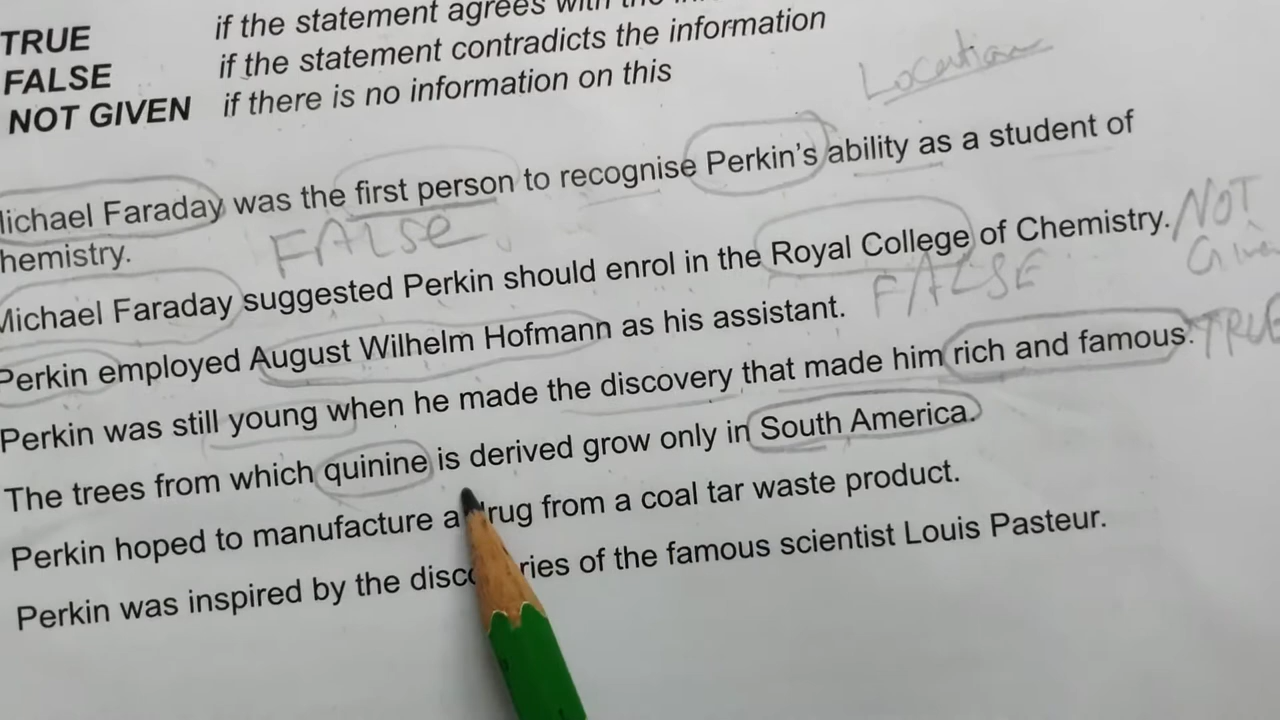 TRUE if the statement agrees with the
FALSE if the statement contradicts the information
NOT GIVEN if there is no information on this
Location
Michael Faraday was the first person to recognise Perkin's ability as a student of
chemistry.
FALSE
Michael Faraday suggested Perkin should enrol in the Royal College of Chemistry. NOT
Given
Perkin employed August Wilhelm Hofmann as his assistant. FALSE
Perkin was still young when he made the discovery that made him rich and famous. TRUE
The trees from which quinine is derived grow only in South America.
Perkin hoped to manufacture a drug from a coal tar waste product.
Perkin was inspired by the discoveries of the famous scientist Louis Pasteur.